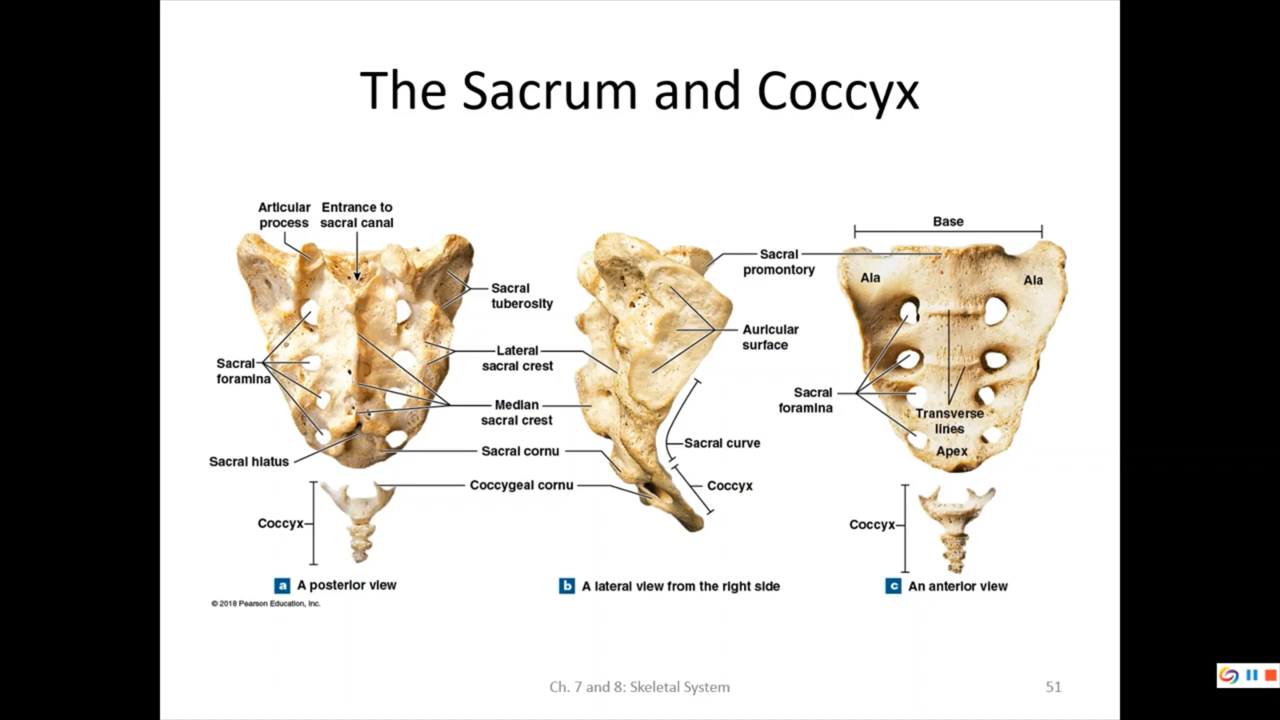 The Sacrum and Coccyx
Articular
process
Entrance to
sacral canal
Sacral
tuberosity
Sacral
foramina
Lateral
sacral crest
Median
sacral crest
Sacral hiatus
Sacral cornu
Coccygeal cornu
Coccyx
a A posterior view
Sacral
promontory
Auricular
surface
Sacral curve
Coccyx
b A lateral view from the right side
Base
Ala
Ala
Sacral
foramina
Transverse
lines
Apex
Coccyx
c An anterior view
© 2018 Pearson Education, Inc.
Ch. 7 and 8: Skeletal System
51